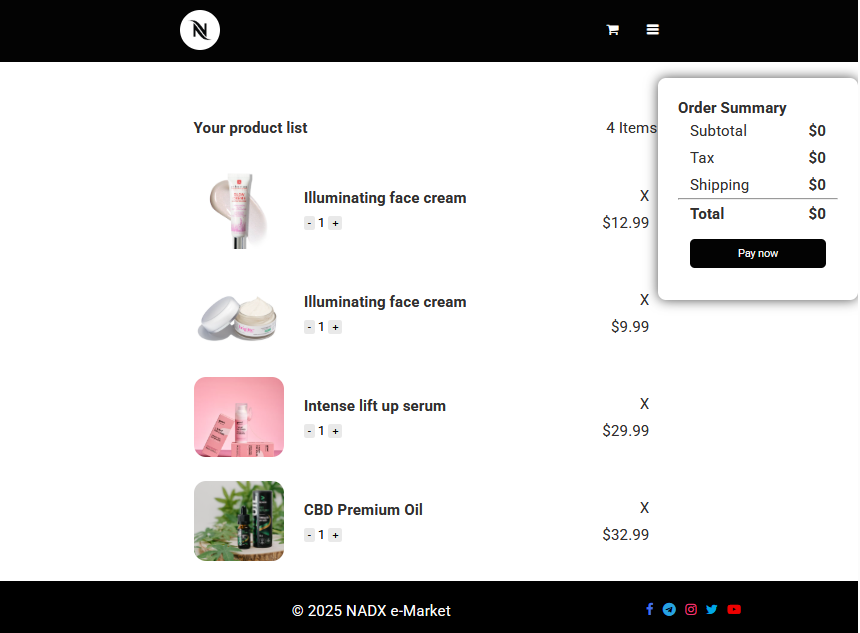 N
Your product list
4 Items
Illuminating face cream
X
- 1 +
$12.99
Illuminating face cream
X
- 1 +
$9.99
Intense lift up serum
X
- 1 +
$29.99
CBD Premium Oil
X
- 1 +
$32.99
Order Summary
Subtotal $0
Tax $0
Shipping $0
Total $0
Pay now
© 2025 NADX e-Market